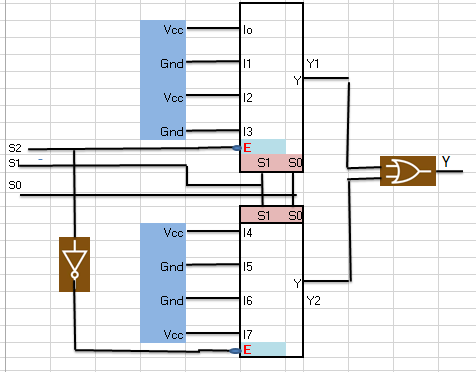 Vcc Io
Gnd I1 Y1
Y
Vcc I2
Gnd I3
S2 E
S1 S1 S0 Y
S0
S1 S0
Vcc I4
Gnd I5
Y
Gnd I6 Y2
Vcc I7
E